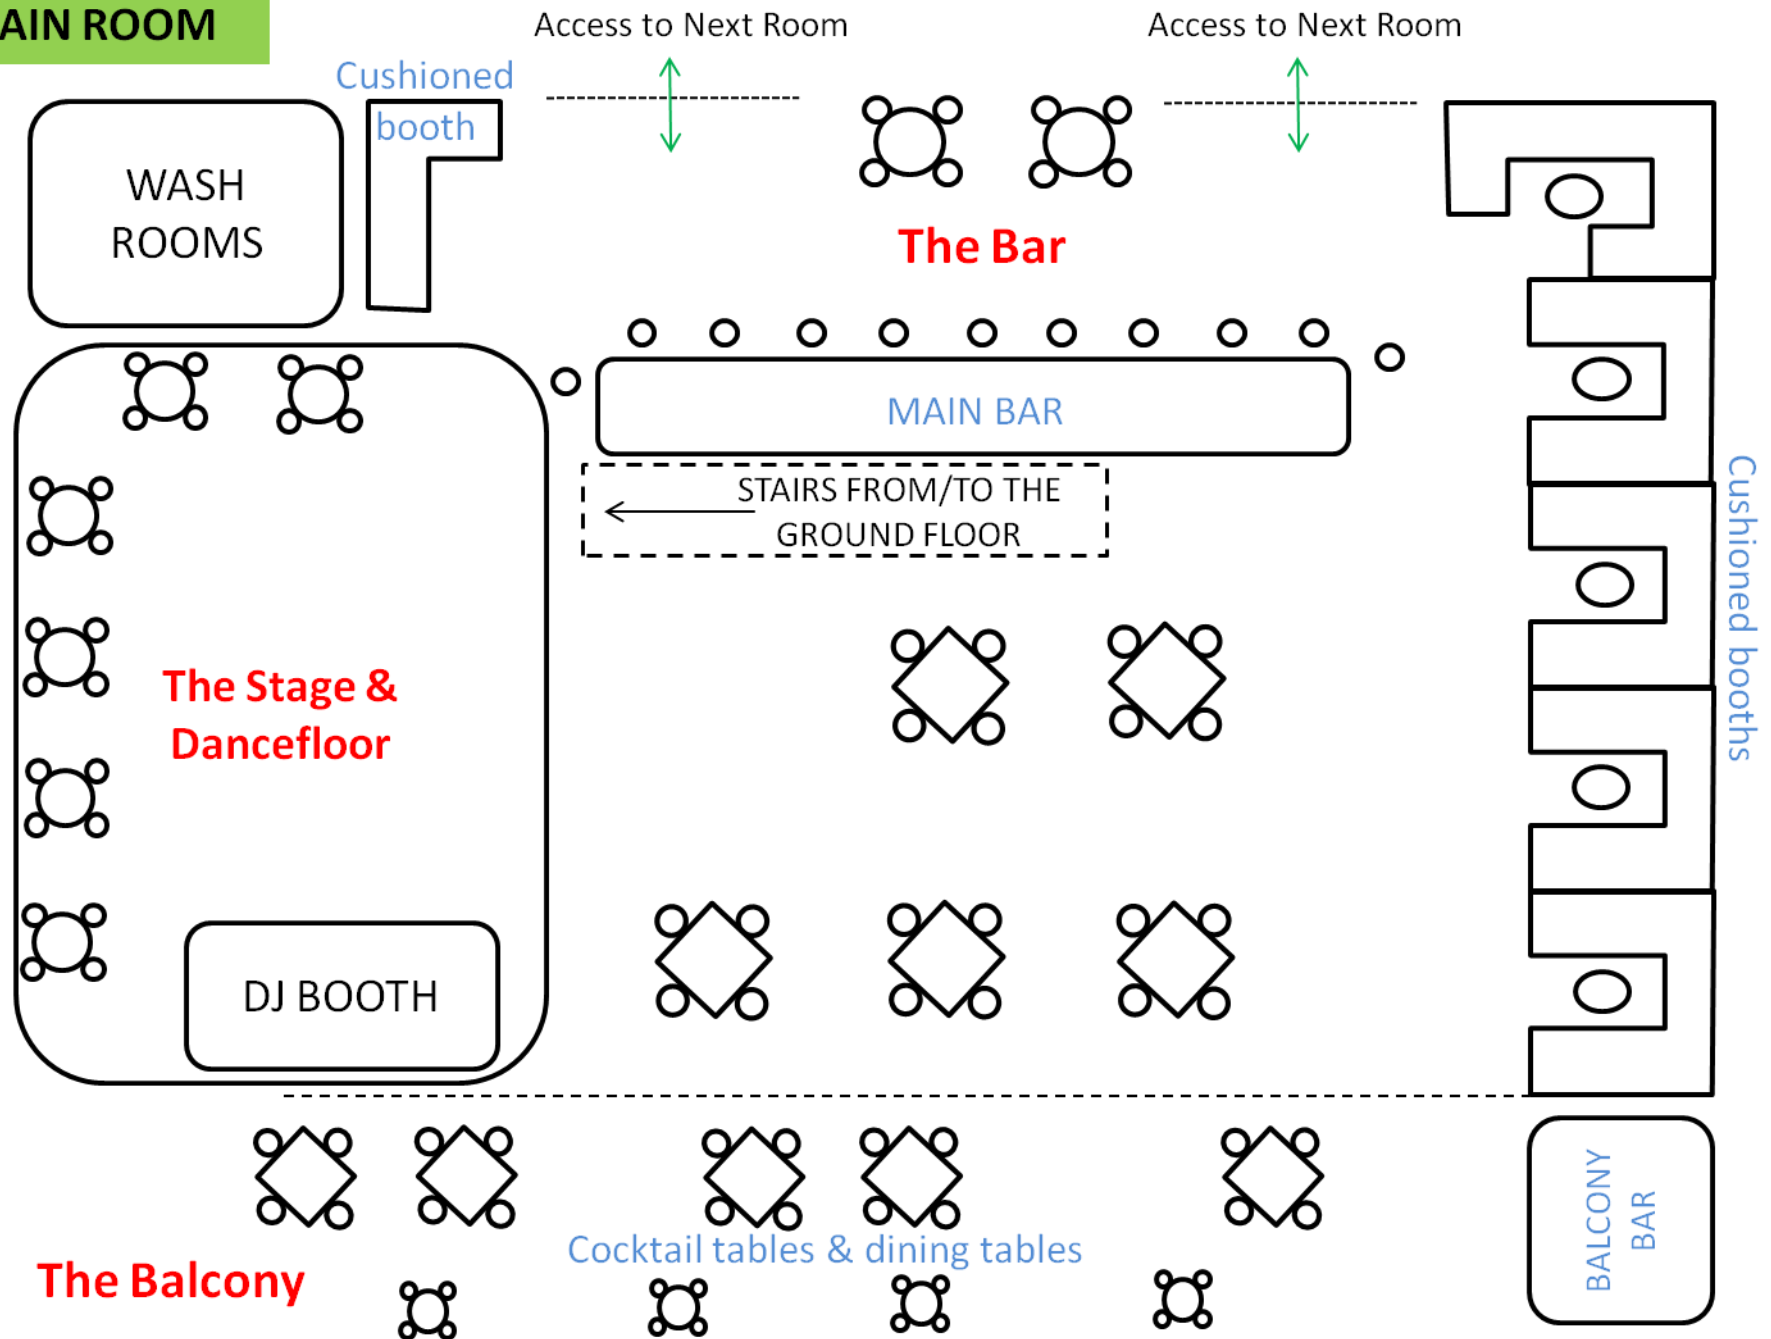 AIN ROOM
Access to Next Room
Access to Next Room
Cushioned
booth
WASH
ROOMS
The Bar
MAIN BAR
STAIRS FROM/TO THE
GROUND FLOOR
Cushioned booths
The Stage &
Dancefloor
DJ BOOTH
BALCONY
BAR
Cocktail tables & dining tables
The Balcony